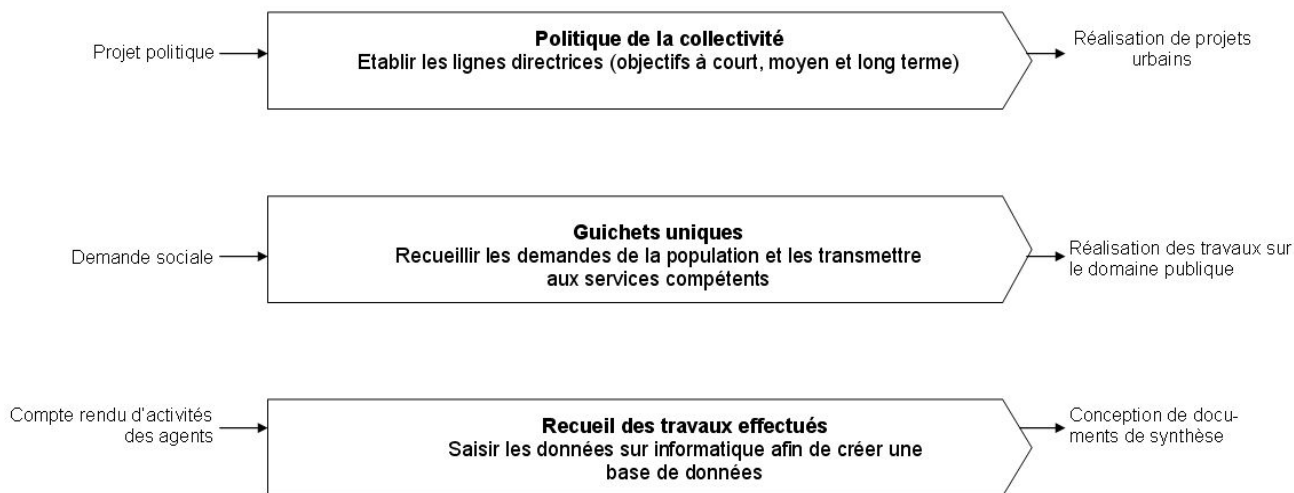 Projet politique
Politique de la collectivité
Etablir les lignes directrices (objectifs à court, moyen et long terme)
Réalisation de projets
urbains
Demande sociale
Guichets uniques
Recueillir les demandes de la population et les transmettre
aux services compétents
Réalisation des travaux sur
le domaine publique
Compte rendu d'activités
des agents
Recueil des travaux effectués
Saisir les données sur informatique afin de créer une
base de données
Conception de docu-
ments de synthèse